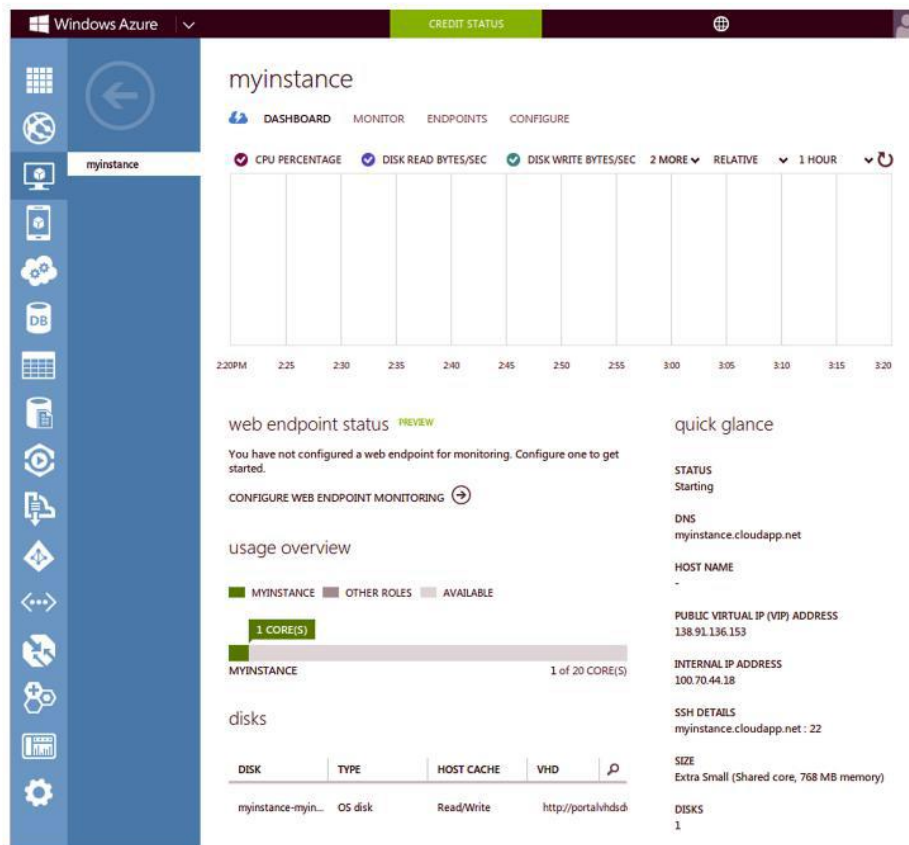 Windows Azure
CREDIT STATUS
myinstance
myinstance
DASHBOARD MONITOR ENDPOINTS CONFIGURE
CPU PERCENTAGE DISK READ BYTES/SEC DISK WRITE BYTES/SEC 2 MORE RELATIVE 1 HOUR
2:20PM 2:25 2:30 2:35 2:40 2:45 2:50 2:55 3:00 3:05 3:10 3:15 3:20
DB
web endpoint status PREVIEW
You have not configured a web endpoint for monitoring. Configure one to get
started.
CONFIGURE WEB ENDPOINT MONITORING
usage overview
MYINSTANCE OTHER ROLES AVAILABLE
1 CORE(S)
MYINSTANCE 1 of 20 CORE(S)
disks
DISK TYPE HOST CACHE VHD
myinstance-myin... OS disk Read/Write http://portalvhdsd
quick glance
STATUS
Starting
DNS
myinstance.cloudapp.net
HOST NAME
-
PUBLIC VIRTUAL IP (VIP) ADDRESS
138.91.136.153
INTERNAL IP ADDRESS
100.70.44.18
SSH DETAILS
myinstance.cloudapp.net : 22
SIZE
Extra Small (Shared core, 768 MB memory)
DISKS
1